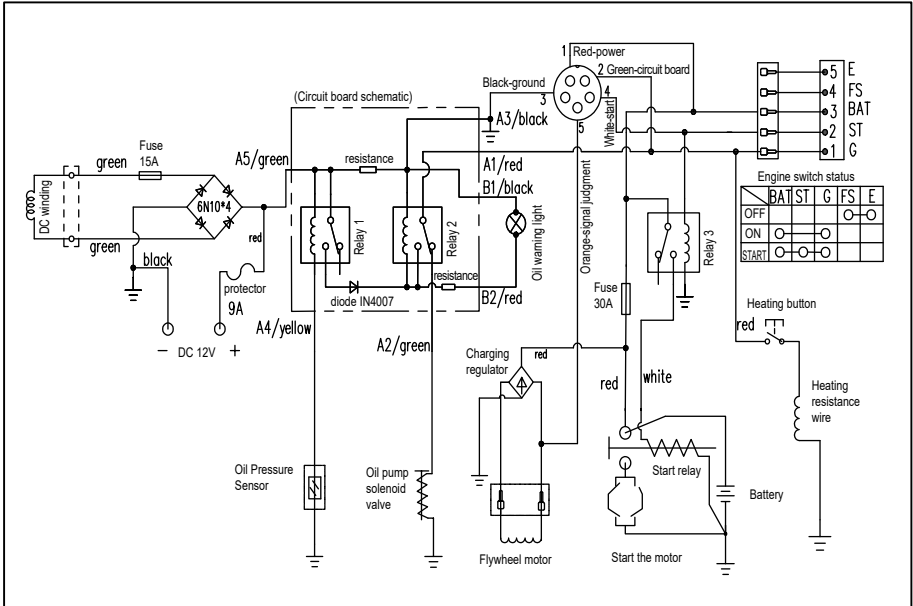 1
Red-power
2
Green-circuit board
Black-ground
3
4
White-start
5
Orange-signal judgment
5 E
4 FS
3 BAT
2 ST
1 G
Engine switch status
BAT ST G FS E
OFF
ON
START
(Circuit board schematic)
A3/black
Fuse
15A
green
A5/green
resistance
A1/red
B1/black
DC winding
6N10*4
Relay 1
Relay 2
Oil warning light
Relay 3
green
red
black
resistance
protector
9A
diode IN4007
B2/red
Fuse
30A
Heating button
red
A4/yellow
A2/green
DC 12V
— +
Charging
regulator
red
red
white
Heating
resistance
wire
Oil Pressure
Sensor
Oil pump
solenoid
valve
Start relay
Battery
Flywheel motor
Start the motor